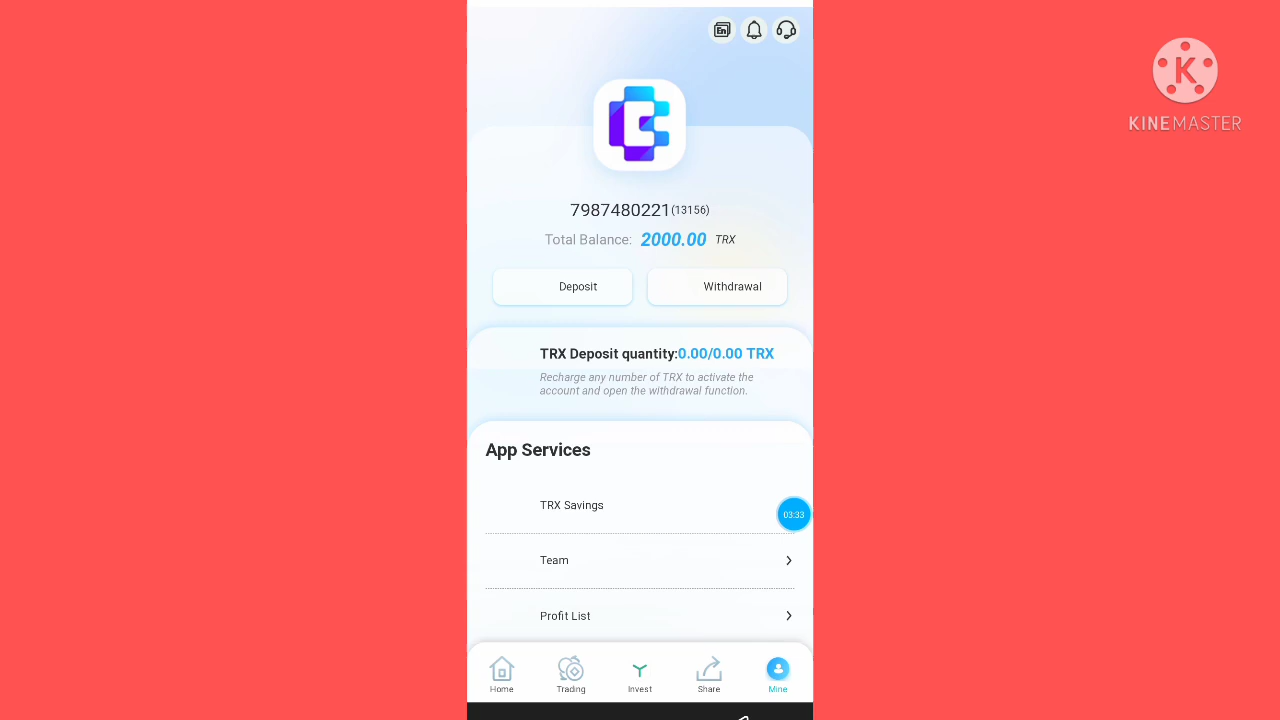 En
KINEMASTER
7987480221(13156)
Total Balance: 2000.00 TRX
Deposit
Withdrawal
TRX Deposit quantity:0.00/0.00 TRX
Recharge any number of TRX to activate the
account and open the withdrawal function.
App Services
TRX Savings
03:33
Team
Profit List
Home
Trading
Invest
Share
Mine